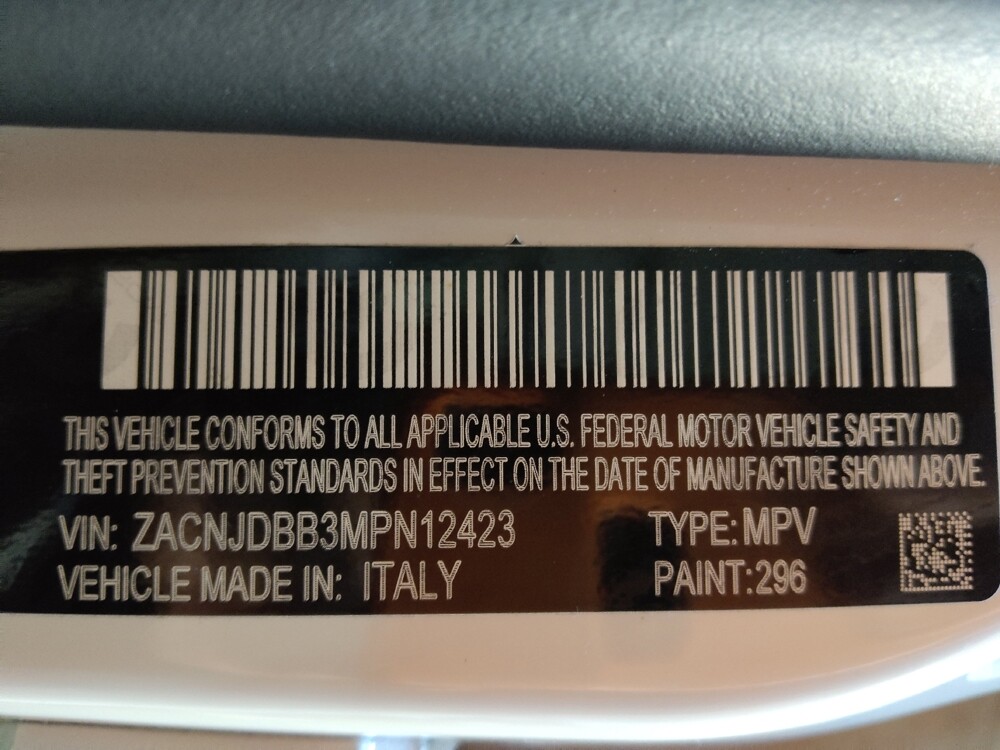 THIS VEHICLE CONFORMS TO ALL APPLICABLE U.S. FEDERAL MOTOR VEHICLE SAFETY AND
THEFT PREVENTION STANDARDS IN EFFECT ON THE DATE OF MANUFACTURE SHOWN ABOVE.
VIN: ZACNJDBB3MPN12423 TYPE:MPV
VEHICLE MADE IN: ITALY PAINT:296